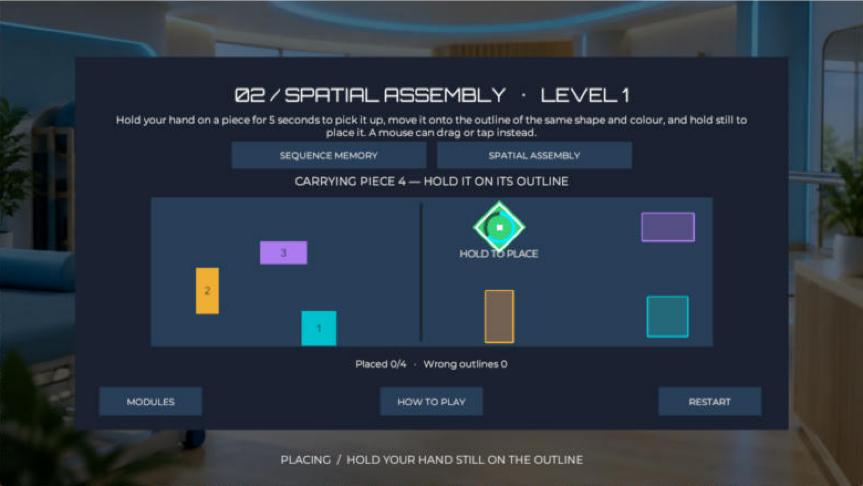 02 / SPATIAL ASSEMBLY · LEVEL 1
Hold your hand on a piece for 5 seconds to pick it up, move it onto the outline of the same shape and colour, and hold still to
place it. A mouse can drag or tap instead.
SEQUENCE MEMORY
SPATIAL ASSEMBLY
CARRYING PIECE 4 — HOLD IT ON ITS OUTLINE
3
HOLD TO PLACE
2
1
Placed 0/4 · Wrong outlines 0
MODULES
HOW TO PLAY
RESTART
PLACING / HOLD YOUR HAND STILL ON THE OUTLINE